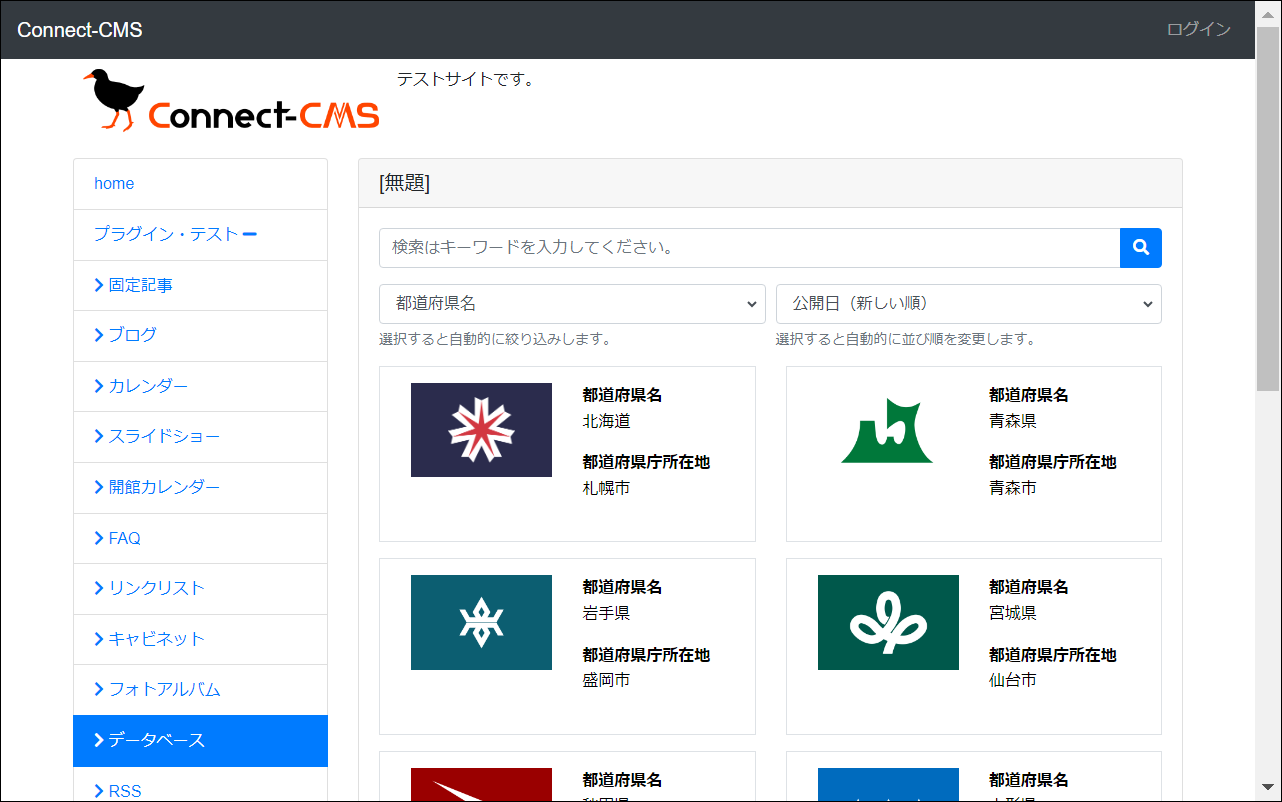 Connect-CMS
ログイン
Connect-CMS
テストサイトです。
home
プラグイン・テスト
固定記事
ブログ
カレンダー
スライドショー
開館カレンダー
FAQ
リンクリスト
キャビネット
フォトアルバム
データベース
RSS
[無題]
検索はキーワードを入力してください。
都道府県名
公開日（新しい順）
選択すると自動的に絞り込みします。
選択すると自動的に並び順を変更します。
都道府県名
北海道
都道府県庁所在地
札幌市
都道府県名
青森県
都道府県庁所在地
青森市
都道府県名
岩手県
都道府県庁所在地
盛岡市
都道府県名
宮城県
都道府県庁所在地
仙台市
都道府県名
都道府県名